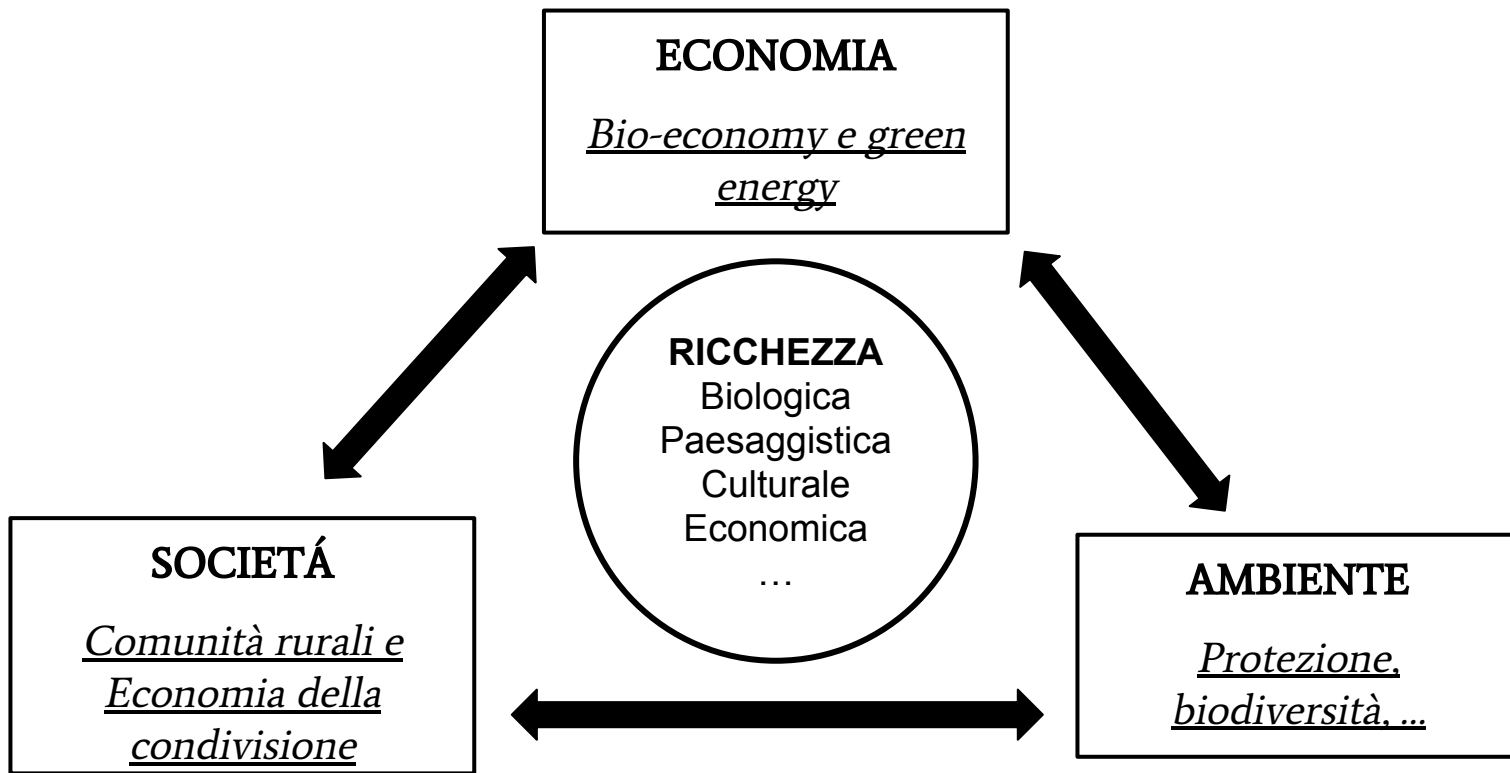 ECONOMIA
Bio-economy e green
energy
RICCHEZZA
Biologica
Paesaggistica
Culturale
Economica
…
SOCIETÁ
Comunità rurali e
Economia della
condivisione
AMBIENTE
Protezione,
biodiversità, ...